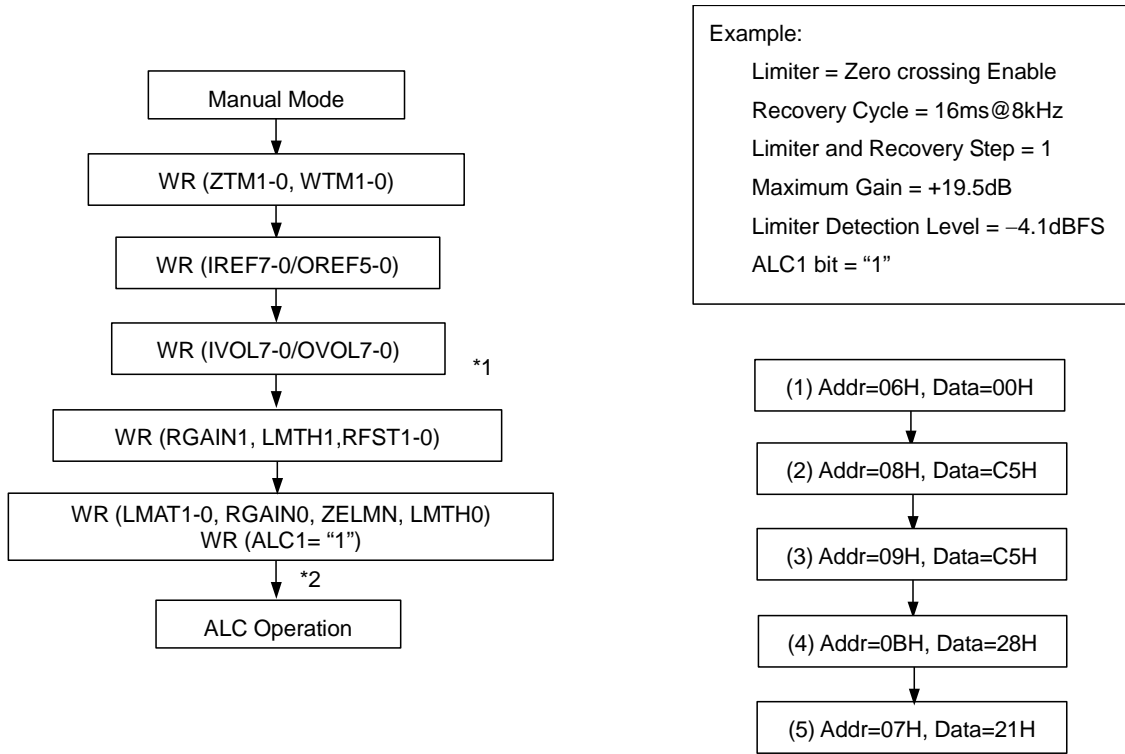 Manual Mode
WR (ZTM1-0, WTM1-0)
WR (IREF7-0/OREF5-0)
WR (IVOL7-0/OVOL7-0)
*1
WR (RGAIN1, LMTH1,RFST1-0)
WR (LMAT1-0, RGAIN0, ZELMN, LMTH0)
WR (ALC1= “1”)
*2
ALC Operation
Example:
Limiter = Zero crossing Enable
Recovery Cycle = 16ms@8kHz
Limiter and Recovery Step = 1
Maximum Gain = +19.5dB
Limiter Detection Level = −4.1dBFS
ALC1 bit = “1”
(1) Addr=06H, Data=00H
(2) Addr=08H, Data=C5H
(3) Addr=09H, Data=C5H
(4) Addr=0BH, Data=28H
(5) Addr=07H, Data=21H